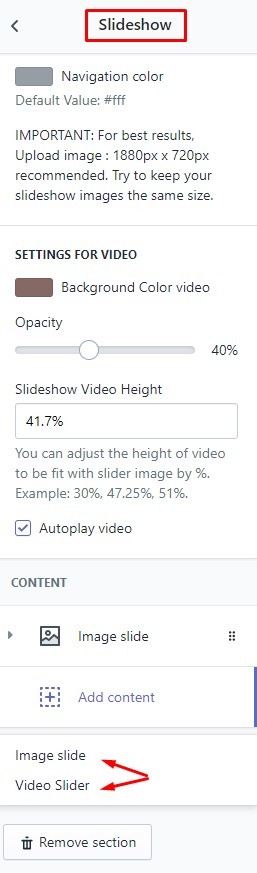 Slideshow
Navigation color
Default Value: #fff
IMPORTANT: For best results,
Upload image : 1880px x 720px
recommended. Try to keep your
slideshow images the same size.
SETTINGS FOR VIDEO
Background Color video
Opacity
40%
Slideshow Video Height
41.7%
You can adjust the height of video
to be fit with slider image by %.
Example: 30%, 47.25%, 51%.
Autoplay video
CONTENT
Image slide
Add content
Image slide
Video Slider
Remove section